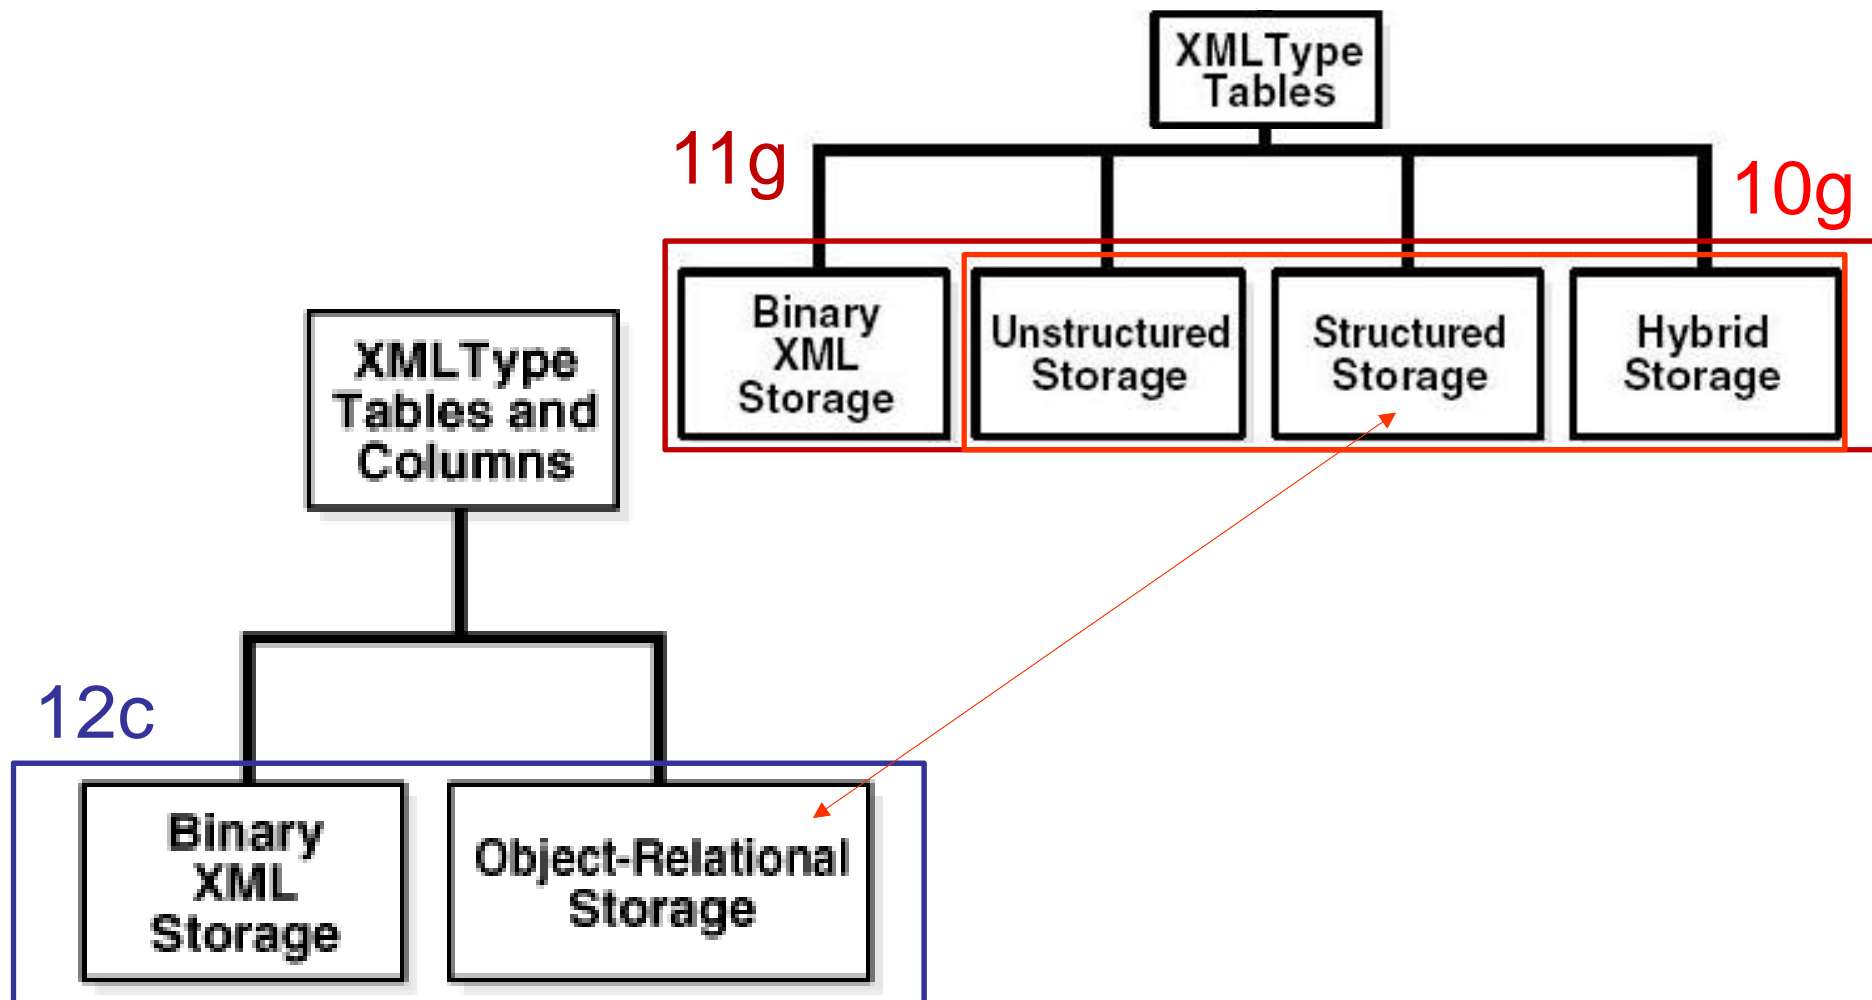 XMLType
Tables
11g
10g
Binary
XML
Storage
Unstructured
Storage
Structured
Storage
Hybrid
Storage
XMLType
Tables and
Columns
12c
Binary
XML
Storage
Object-Relational
Storage